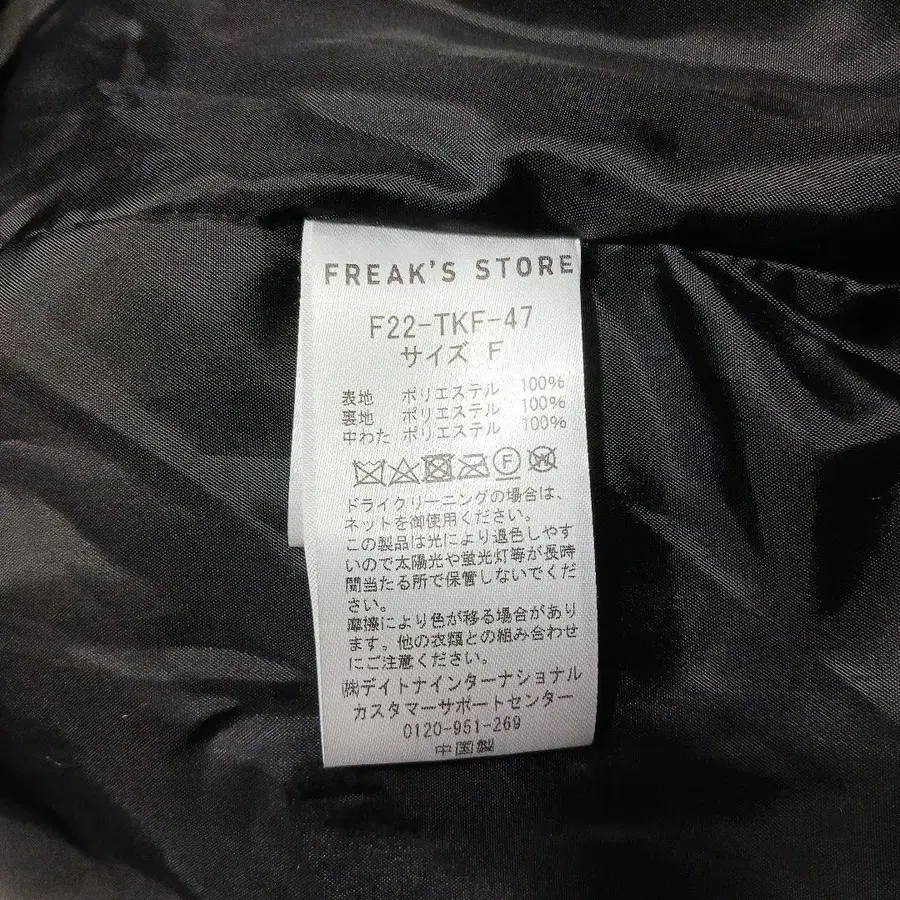 FREAK'S STORE
F22-TKF-47
サイズ F
表地 ポリエステル 100%
裏地 ポリエステル 100%
中わた ポリエステル 100%
F W
ドライクリーニングの場合は、
ネットを御使用ください。
この製品は光により退色しやす
いので太陽光や蛍光灯等が長時
間当たる所で保管しないでくだ
さい。
摩擦により色が移る場合があり
ます。他の衣類との組み合わせ
にご注意ください。
㈱デイトナインターナショナル
カスタマーサポートセンター
0120-951-269
中国製